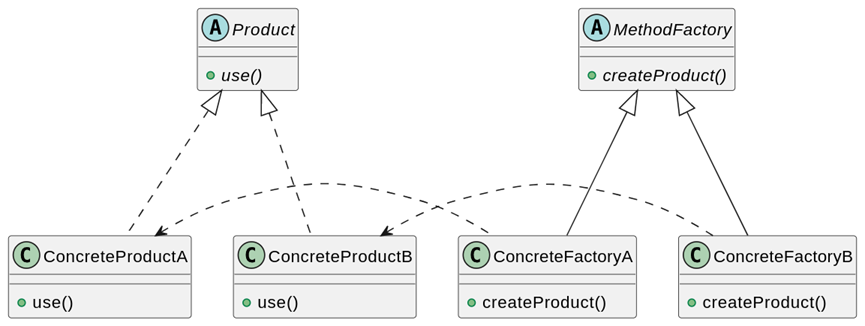 A Product
use()
A MethodFactory
createProduct()
C ConcreteProductA
use()
C ConcreteProductB
use()
C ConcreteFactoryA
createProduct()
C ConcreteFactoryB
createProduct()